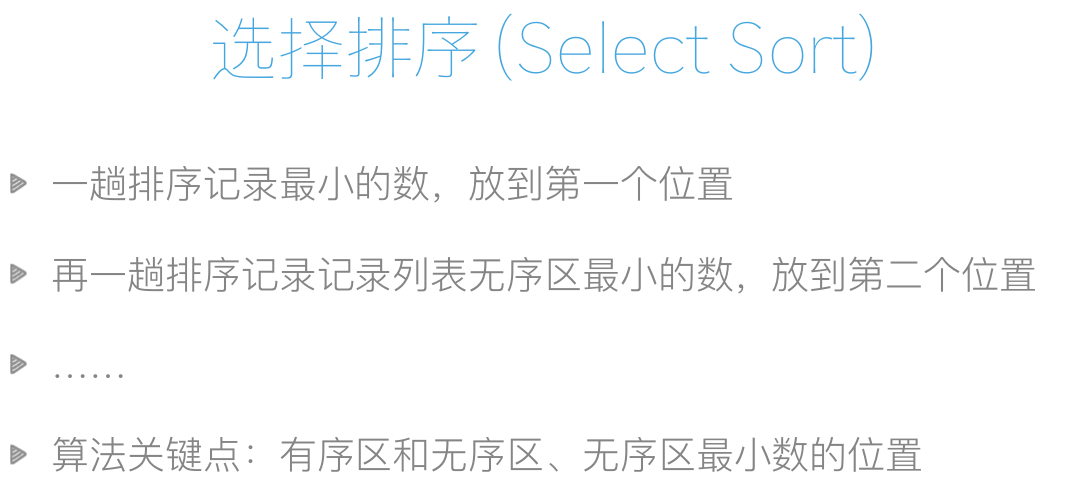 选择排序 (Select Sort)
一趟排序记录最小的数，放到第一个位置
再一趟排序记录记录列表无序区最小的数，放到第二个位置
……
算法关键点：有序区和无序区、无序区最小数的位置